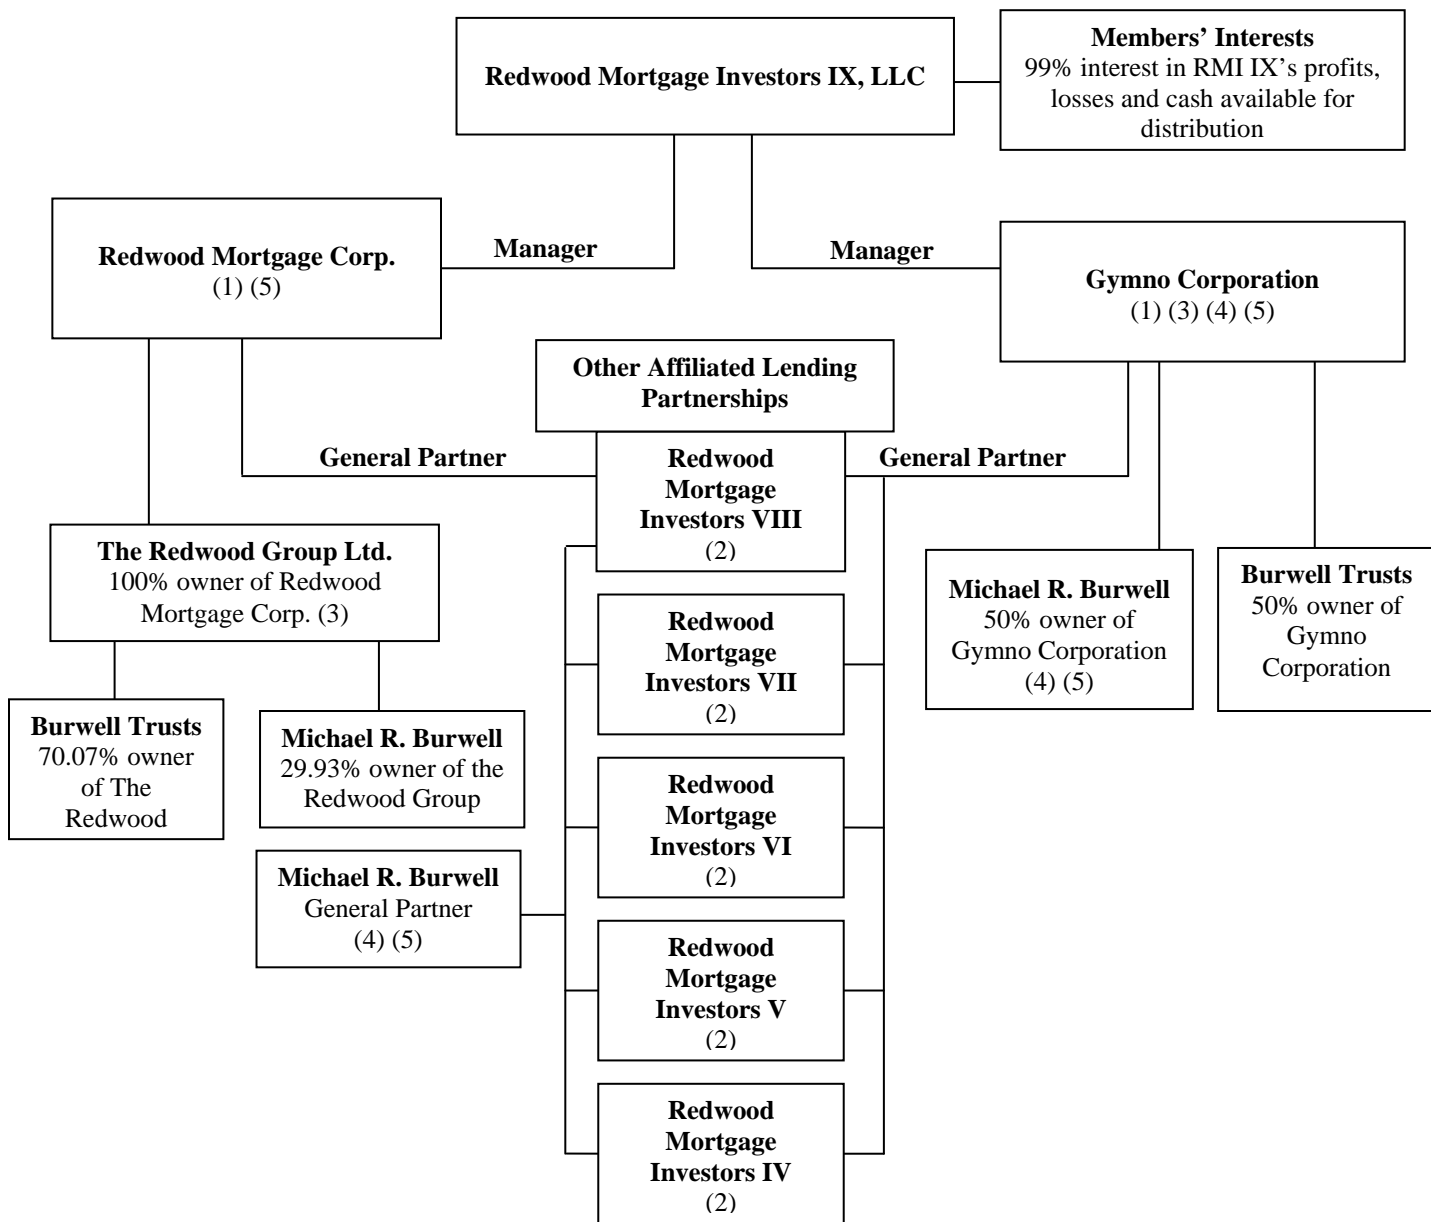 Redwood Mortgage Investors IX, LLC
Members’ Interests
99% interest in RMI IX’s profits,
losses and cash available for
distribution
Redwood Mortgage Corp.
(1) (5)
Manager
Manager
Gymno Corporation
(1) (3) (4) (5)
Other Affiliated Lending
Partnerships
General Partner
Redwood
Mortgage
Investors VIII
(2)
General Partner
The Redwood Group Ltd.
100% owner of Redwood
Mortgage Corp. (3)
Michael R. Burwell
50% owner of
Gymno Corporation
(4) (5)
Burwell Trusts
50% owner of
Gymno
Corporation
Redwood
Mortgage
Investors VII
(2)
Burwell Trusts
70.07% owner
of The
Redwood
Michael R. Burwell
29.93% owner of the
Redwood Group
Redwood
Mortgage
Investors VI
(2)
Michael R. Burwell
General Partner
(4) (5)
Redwood
Mortgage
Investors V
(2)
Redwood
Mortgage
Investors IV
(2)